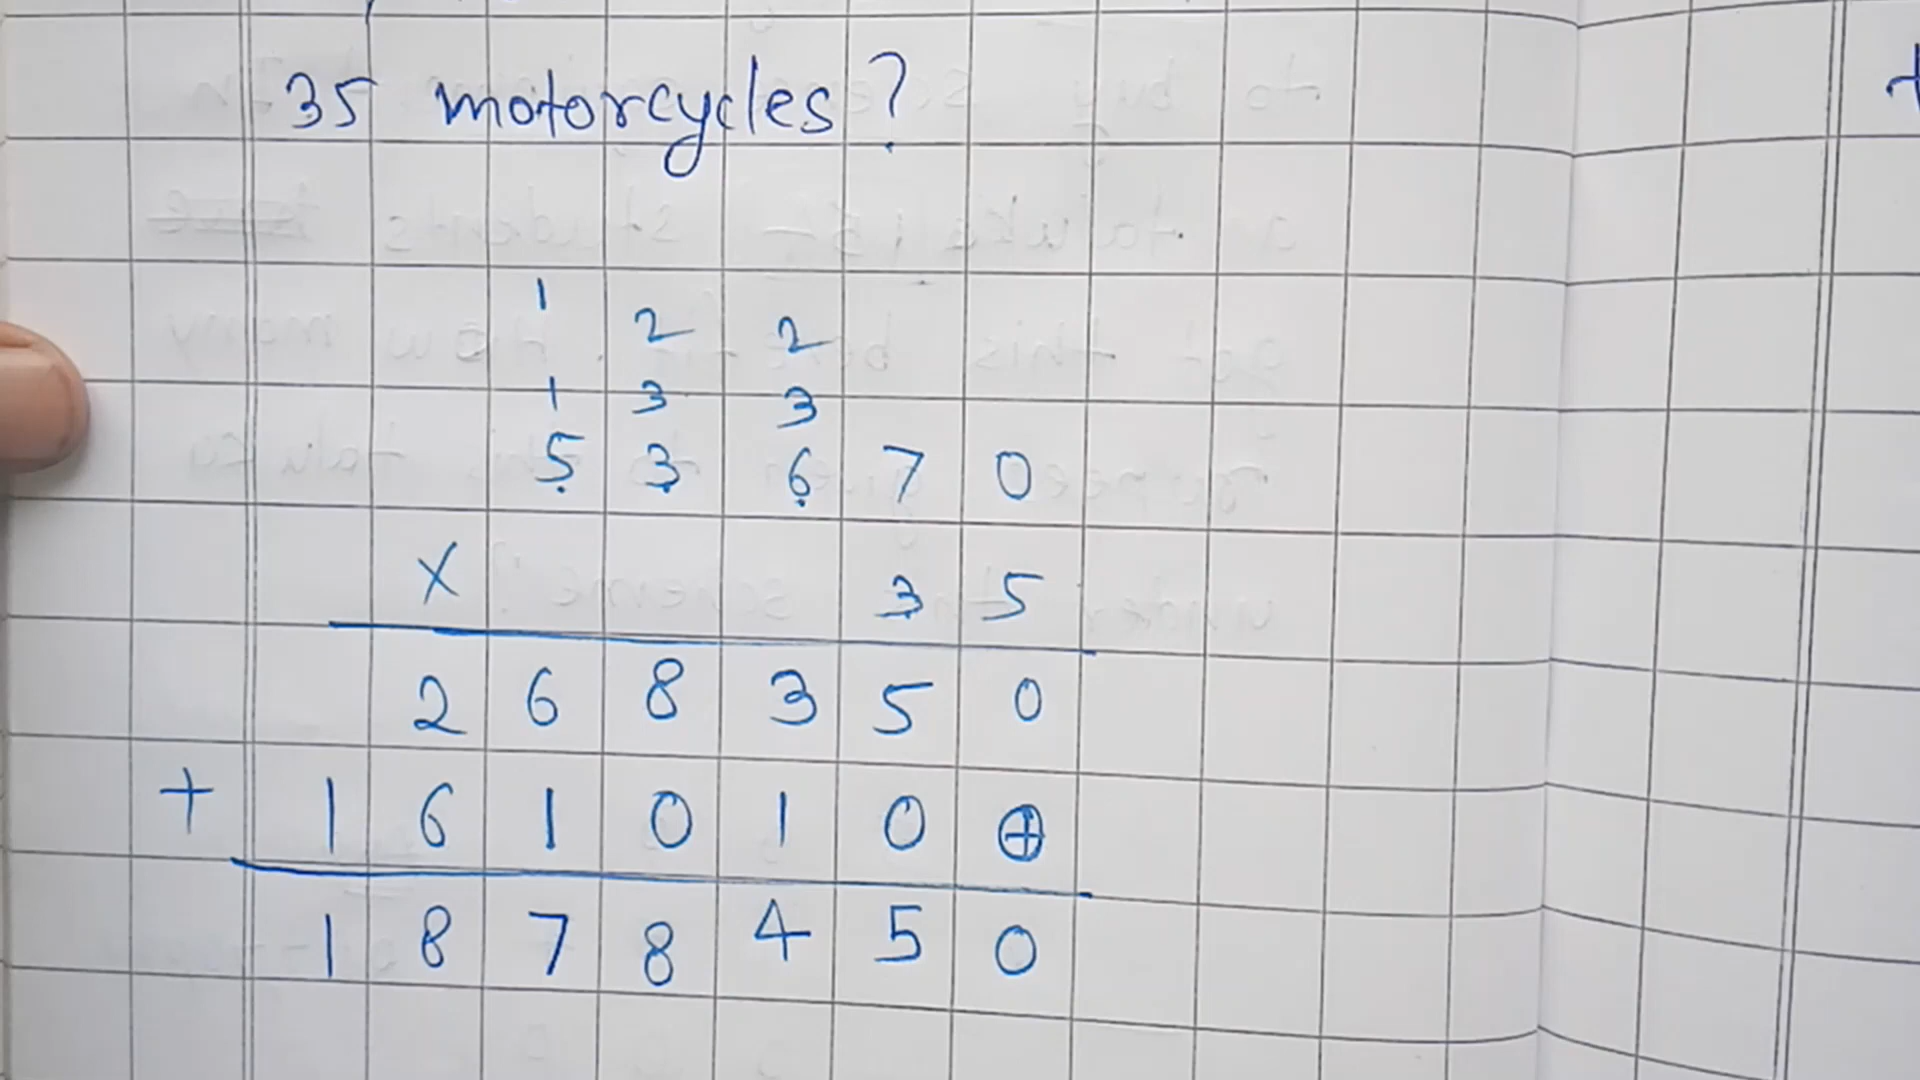 35 motorcycles?
1 2 2
1 3 3
5 3 6 7 0
X 3 5
2 6 8 3 5 0
+ 1 6 1 0 1 0 ⊕
1 8 7 8 4 5 0